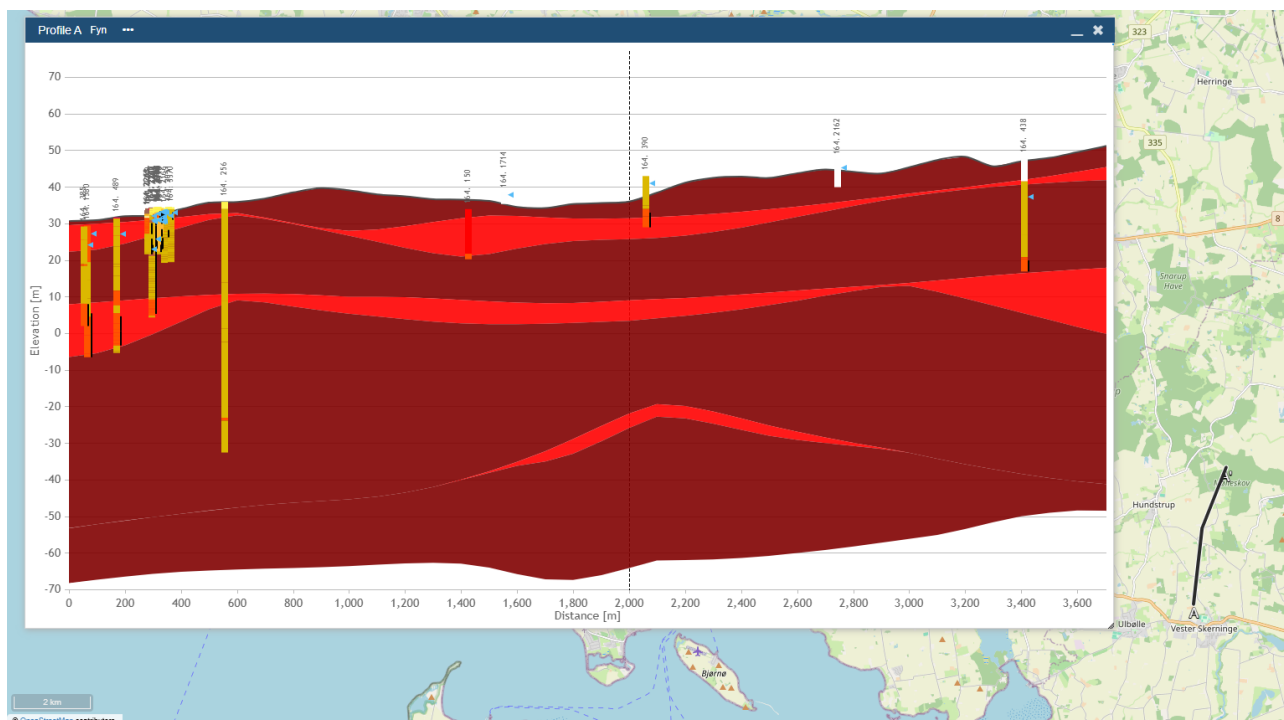 Profile A Fyn •••
70
60
50
40
30
20
10
0
-10
-20
-30
-40
-50
-60
-70
Elevation [m]
164. 489
164. 256
164. 150
164. 1714
164. 390
164. 2162
164. 438
0 200 400 600 800 1,000 1,200 1,400 1,600 1,800 2,000 2,200 2,400 2,600 2,800 3,000 3,200 3,400 3,600
Distance [m]
323
Herringe
335
8
Snarup
Have
Hundstrup
A
Ulbølle
Vester Skerninge
Bjørnø
2 km
© OpenStreetMap contributors